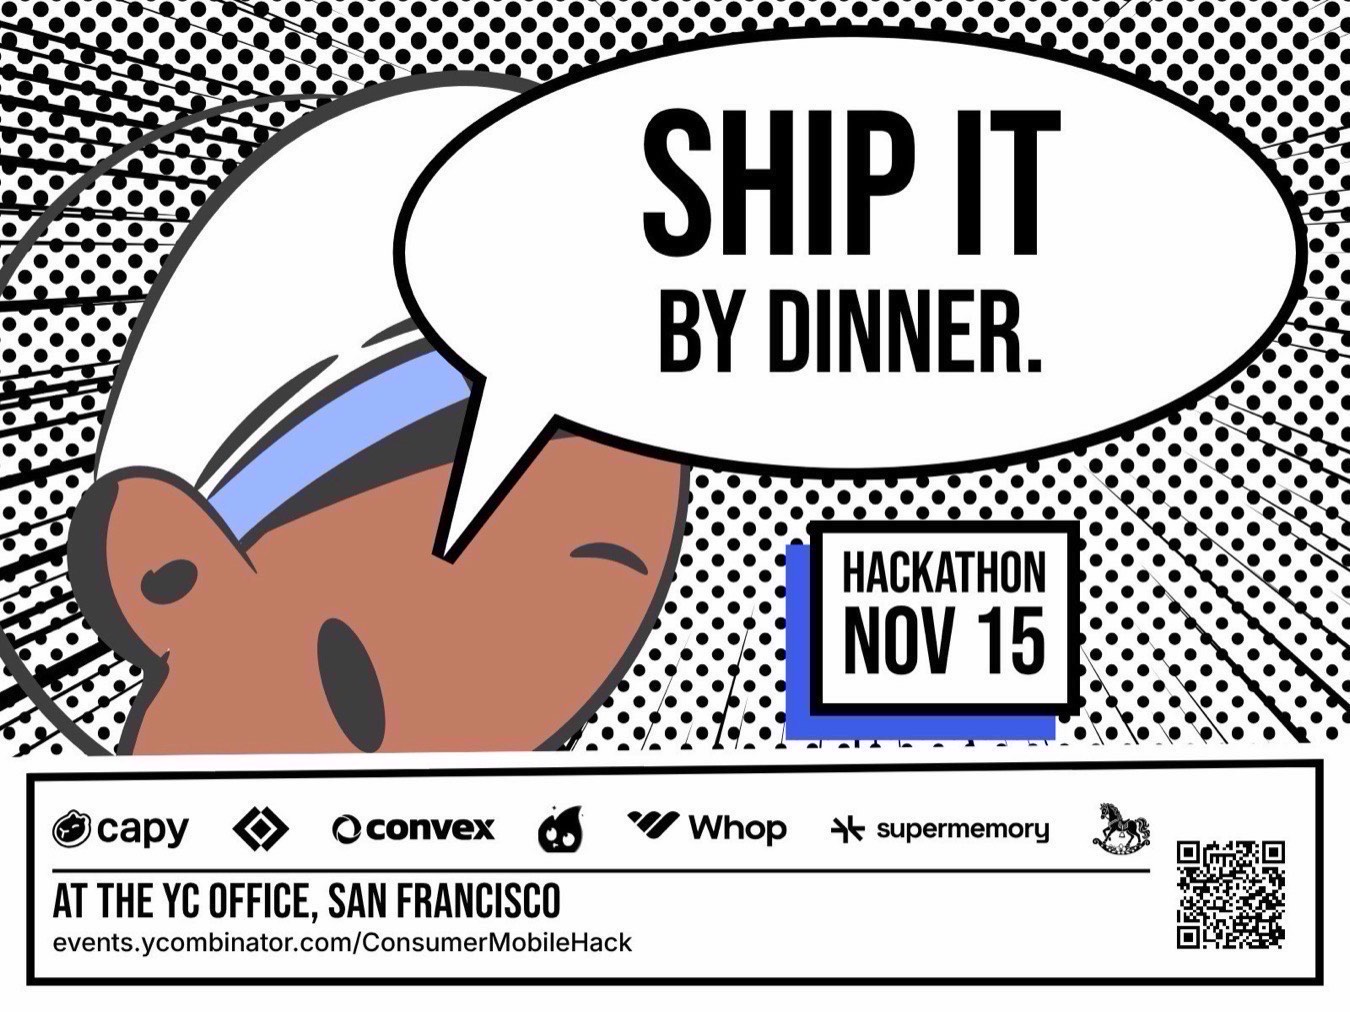 SHIP IT
BY DINNER.
HACKATHON
NOV 15
capy
convex
Whop
supermemory
AT THE YC OFFICE, SAN FRANCISCO
events.ycombinator.com/ConsumerMobileHack